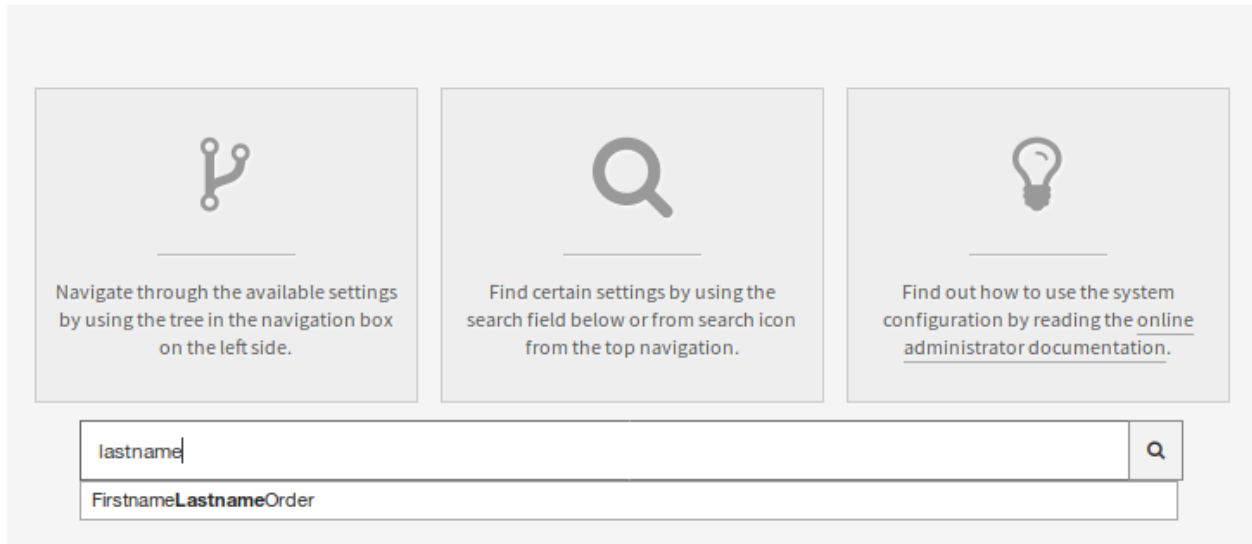 Navigate through the available settings
by using the tree in the navigation box
on the left side.
Find certain settings by using the
search field below or from search icon
from the top navigation.
Find out how to use the system
configuration by reading the online
administrator documentation.
lastname
FirstnameLastnameOrder